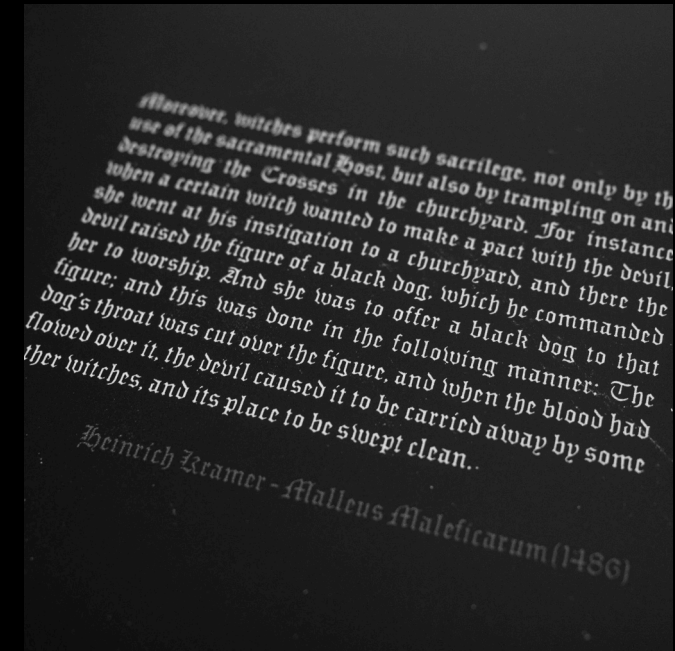 Moreover, witches perform such sacrilege, not only by th
use of the sacramental Host, but also by trampling on and
destroying the Crosses in the churchyard. For instance
when a certain witch wanted to make a pact with the devil,
she went at his instigation to a churchyard, and there the
devil raised the figure of a black dog, which he commanded
her to worship. And she was to offer a black dog to that
figure; and this was done in the following manner: The
dog's throat was cut over the figure, and when the blood had
flowed over it, the devil caused it to be carried away by some
ther witches, and its place to be swept clean..
Heinrich Kramer - Malleus Maleficarum (1486)